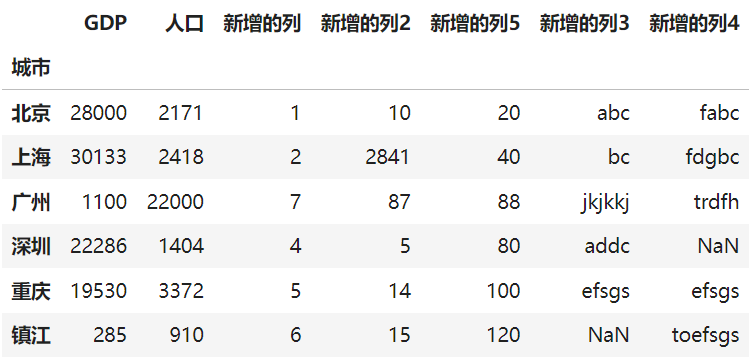 GDP 人口 新增的列 新增的列2 新增的列5 新增的列3 新增的列4
城市
北京 28000 2171 1 10 20 abc fabc
上海 30133 2418 2 2841 40 bc fdgbc
广州 1100 22000 7 87 88 jkjkkj trdfh
深圳 22286 1404 4 5 80 addc NaN
重庆 19530 3372 5 14 100 efsgs efsgs
镇江 285 910 6 15 120 NaN toefsgs